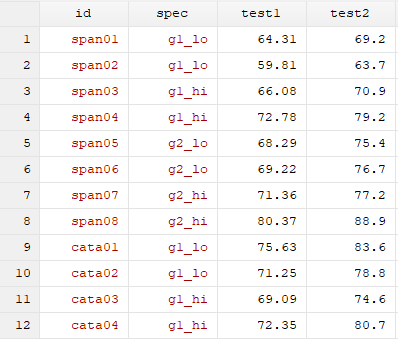 id spec test1 test2
1 span01 g1_lo 64.31 69.2
2 span02 g1_lo 59.81 63.7
3 span03 g1_hi 66.08 70.9
4 span04 g1_hi 72.78 79.2
5 span05 g2_lo 68.29 75.4
6 span06 g2_lo 69.22 76.7
7 span07 g2_hi 71.36 77.2
8 span08 g2_hi 80.37 88.9
9 cata01 g1_lo 75.63 83.6
10 cata02 g1_lo 71.25 78.8
11 cata03 g1_hi 69.09 74.6
12 cata04 g1_hi 72.35 80.7